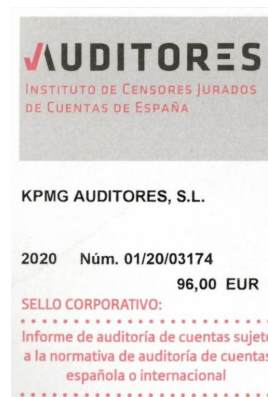 AUDITORES
INSTITUTO DE CENSORES JURADOS
DE CUENTAS DE ESPAÑA
KPMG AUDITORES, S.L.
2020 Núm. 01/20/03174
96,00 EUR
SELLO CORPORATIVO:
Informe de auditoría de cuentas sujeto
a la normativa de auditoría de cuentas
española o internacional